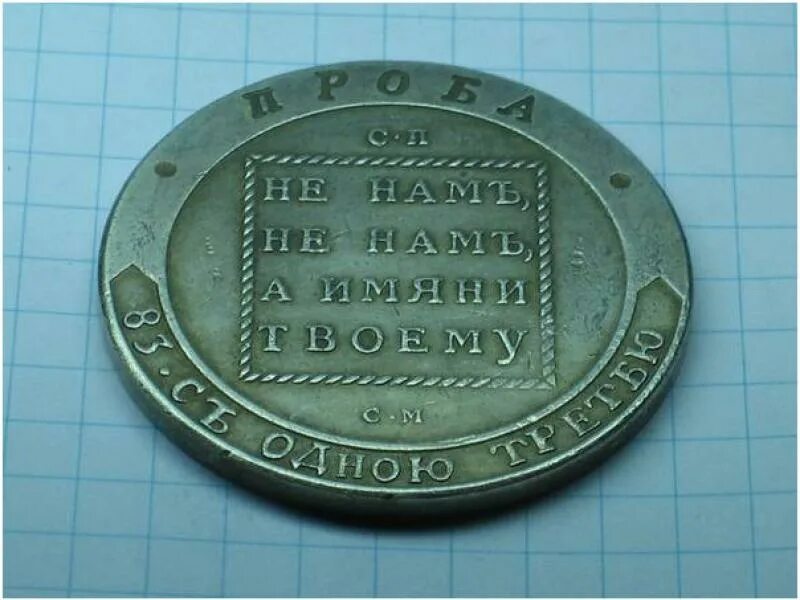 ПРОБА
С·П
НЕ НАМЪ,
НЕ НАМЪ,
А ИМЯНИ
ТВОЕМУ
С·М
83·СЪ ОДНОЮ ТРЕТЬЮ